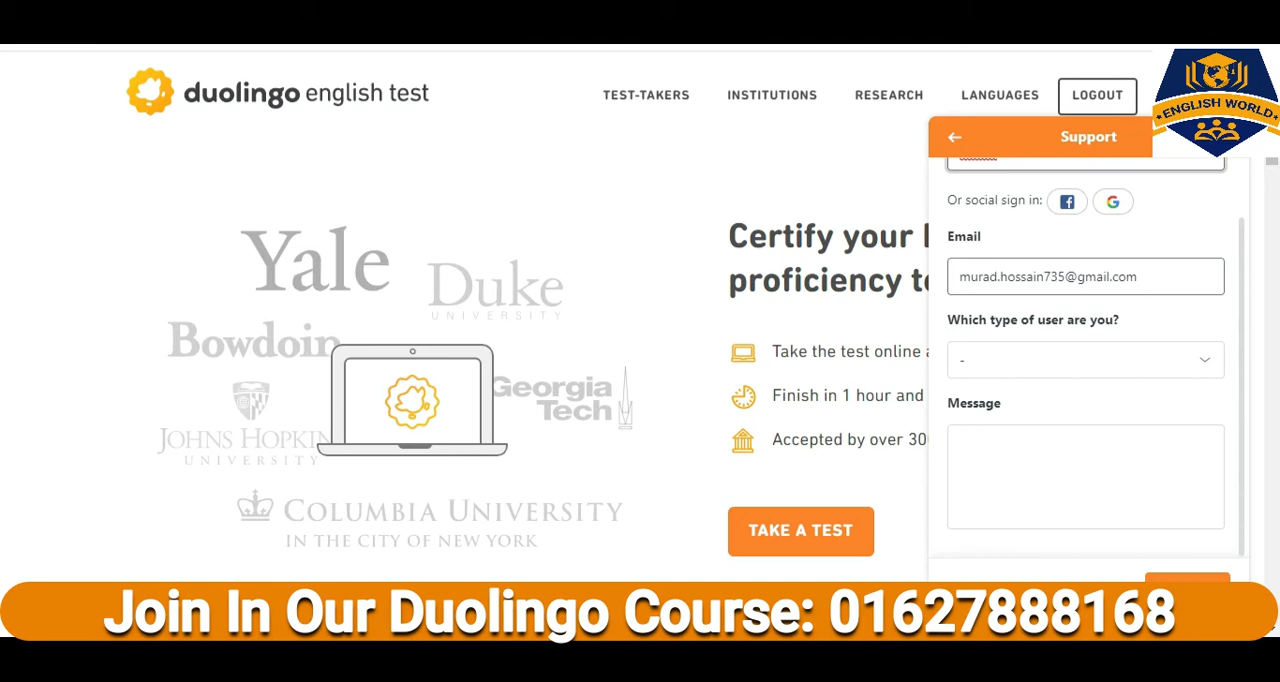 duolingo english test
TEST-TAKERS
INSTITUTIONS
RESEARCH
LANGUAGES
LOGOUT
ENGLISH WORLD
Support
Or social sign in:
Email
murad.hossain735@gmail.com
Which type of user are you?
-
Message
Yale
Duke
UNIVERSITY
Bowdoin
Georgia
Tech
JOHNS HOPKIN
UNIVERSITY
COLUMBIA UNIVERSITY
IN THE CITY OF NEW YORK
Certify your
proficiency to
Take the test online a
Finish in 1 hour and
Accepted by over 30
TAKE A TEST
Join In Our Duolingo Course: 01627888168